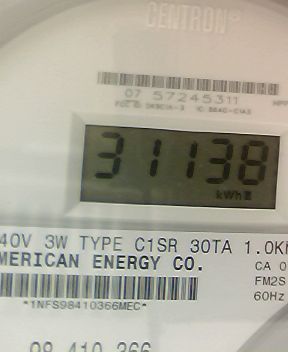 CENTRON®
07 57245311
31138
kWh
40V 3W TYPE C1SR 30TA 1.0K
MERICAN ENERGY CO.
CA 0
FM2S
60Hz
*1NFS98410366MEC*
98 410 366